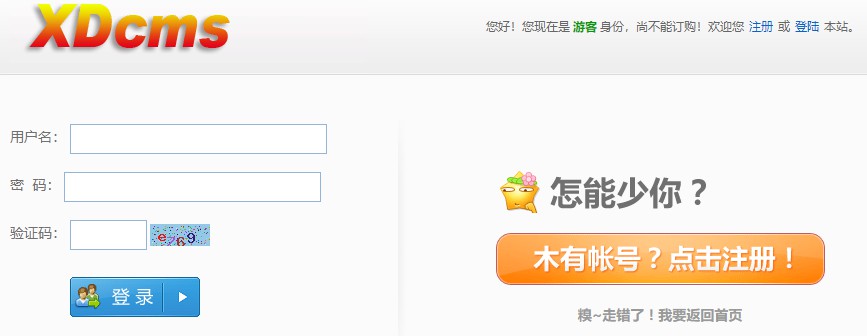 XDcms
您好！您现在是 游客 身份，尚不能订购！欢迎您 注册 或 登陆 本站。
用户名：
密 码：
验证码：
e769
登 录
怎能少你？
木有帐号？点击注册！
糗~走错了！我要返回首页